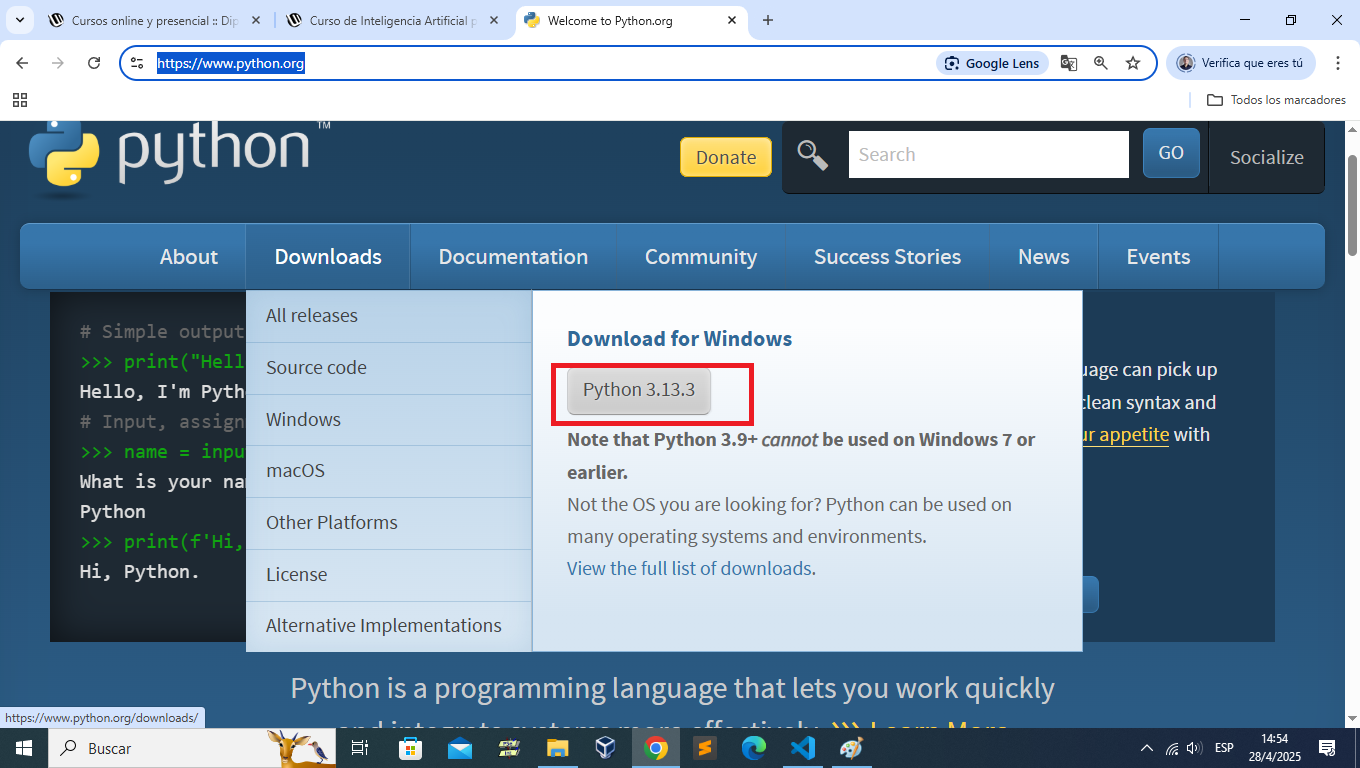 Cursos online y presencial :: Dip
Curso de Inteligencia Artificial p
Welcome to Python.org
https://www.python.org
Google Lens
Verifica que eres tú
Todos los marcadores
python™
Donate
Search
GO
Socialize
About
Downloads
Documentation
Community
Success Stories
News
Events
# Simple output
>>> print("Hell
Hello, I'm Pyth
# Input, assign
>>> name = inpu
What is your na
Python
>>> print(f'Hi,
Hi, Python.
All releases
Source code
Windows
macOS
Other Platforms
License
Alternative Implementations
Download for Windows
Python 3.13.3
Note that Python 3.9+ cannot be used on Windows 7 or
earlier.
Not the OS you are looking for? Python can be used on
many operating systems and environments.
View the full list of downloads.
uage can pick up
clean syntax and
ur appetite with
Python is a programming language that lets you work quickly
and integrate systems more effectively. >>> Learn More
https://www.python.org/downloads/
Buscar
ESP
14:54
28/4/2025